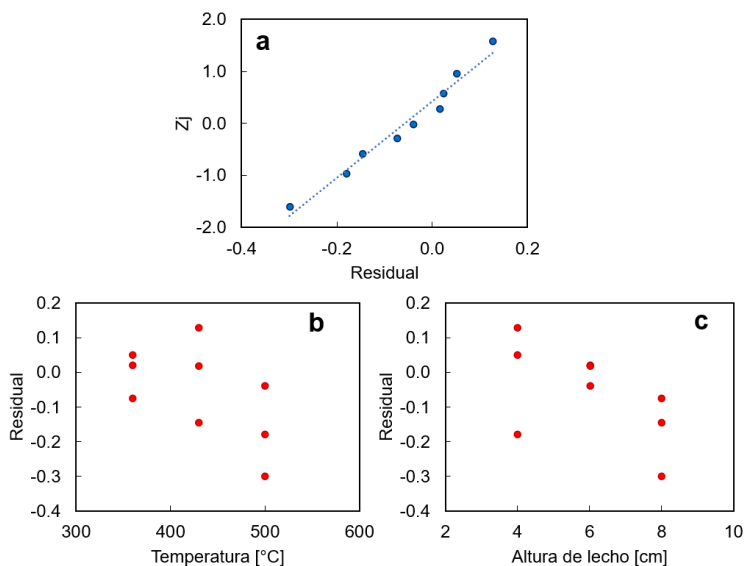 a
Zj
2.0
1.0
0.0
-1.0
-2.0
-0.4 -0.2 0.0 0.2
Residual
b
Residual
0.2
0.1
0.0
-0.1
-0.2
-0.3
-0.4
300 400 500 600
Temperatura [°C]
c
Residual
0.2
0.1
0.0
-0.1
-0.2
-0.3
-0.4
2 4 6 8 10
Altura de lecho [cm]